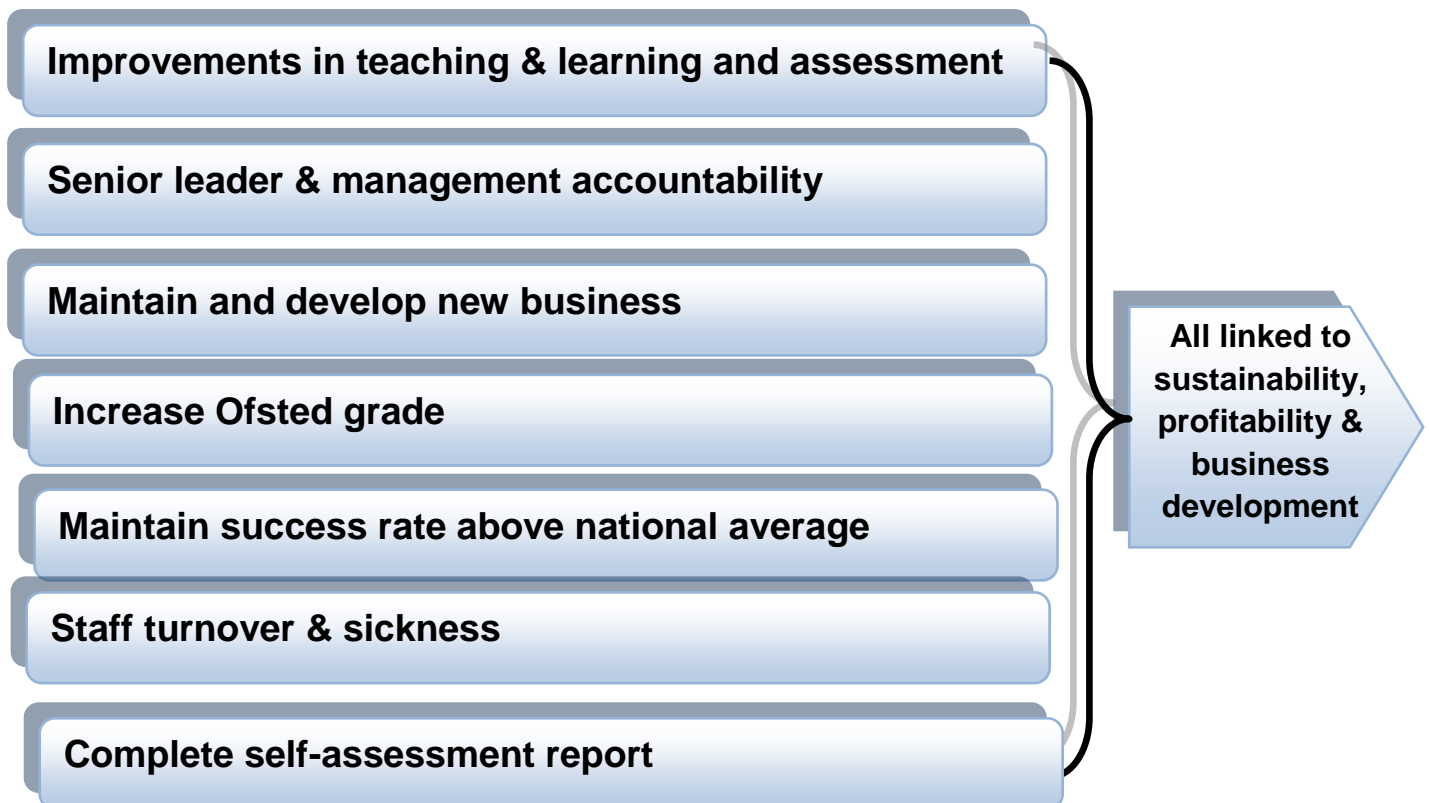 Improvements in teaching & learning and assessment
Senior leader & management accountability
Maintain and develop new business
Increase Ofsted grade
Maintain success rate above national average
Staff turnover & sickness
Complete self-assessment report
All linked to
sustainability,
profitability &
business
development